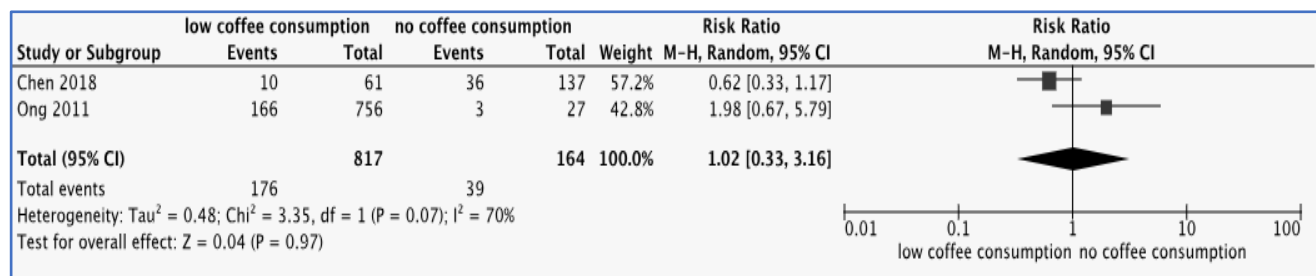 low coffee consumption no coffee consumption Risk Ratio Risk Ratio
Study or Subgroup Events Total Events Total Weight M-H, Random, 95% CI M-H, Random, 95% CI
Chen 2018 10 61 36 137 57.2% 0.62 [0.33, 1.17]
Ong 2011 166 756 3 27 42.8% 1.98 [0.67, 5.79]
Total (95% CI) 817 164 100.0% 1.02 [0.33, 3.16]
Total events 176 39
Heterogeneity: Tau² = 0.48; Chi² = 3.35, df = 1 (P = 0.07); I² = 70%
Test for overall effect: Z = 0.04 (P = 0.97)
0.01 0.1 1 10 100
low coffee consumption no coffee consumption